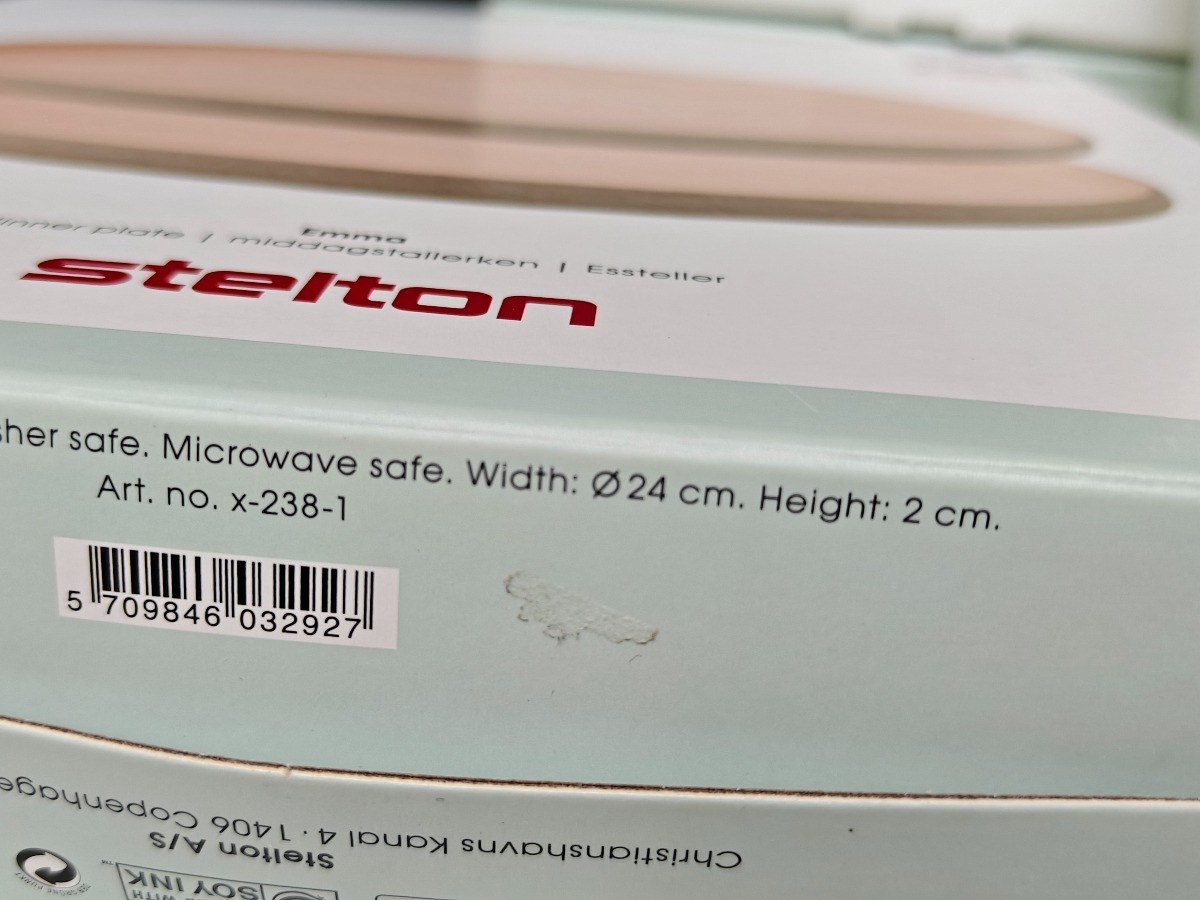 Emma
dinner plate / middagstallerken | Essteller
stelton
sher safe. Microwave safe. Width: Ø24 cm. Height: 2 cm.
Art. no. x-238-1
5 709846 032927
Christianshavns Kanal 4 · 1406 Copenhage
Stelton A/S
SOY INK